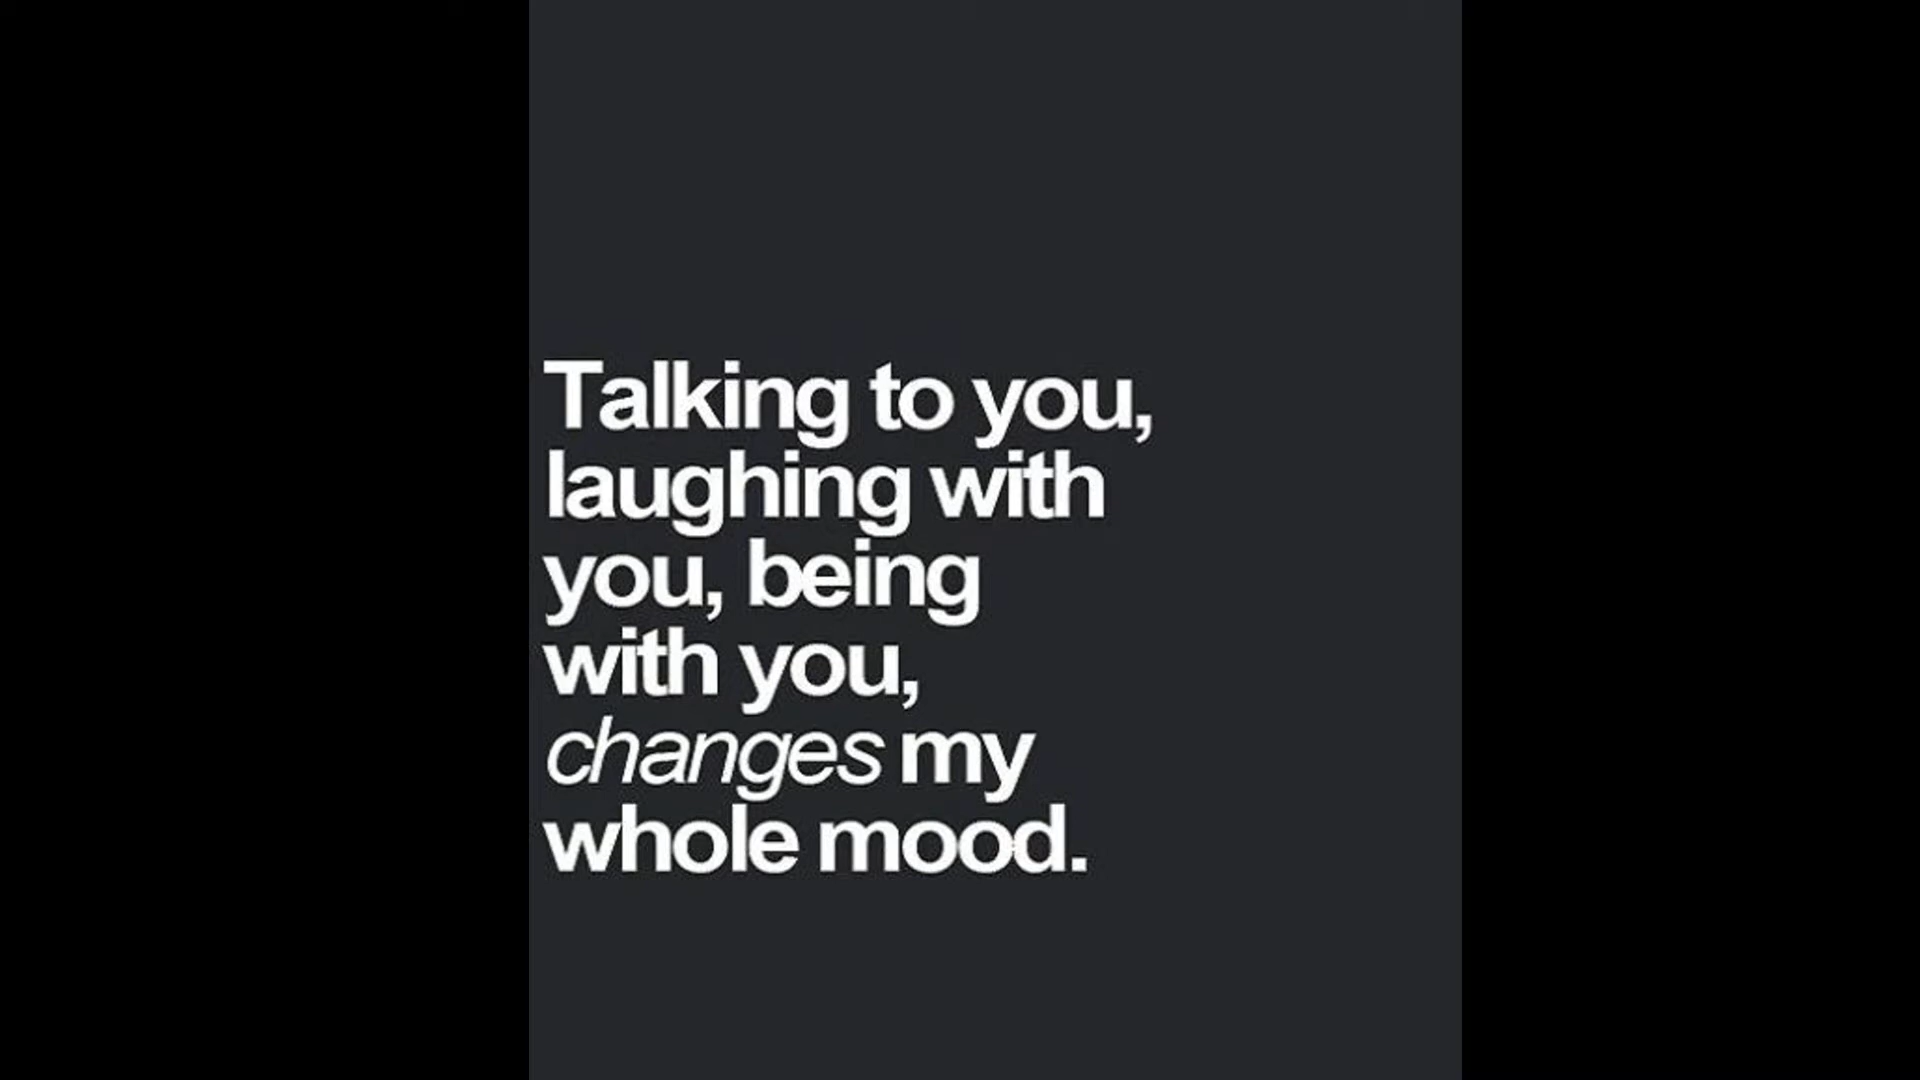 Talking to you,
laughing with
you, being
with you,
changes my
whole mood.